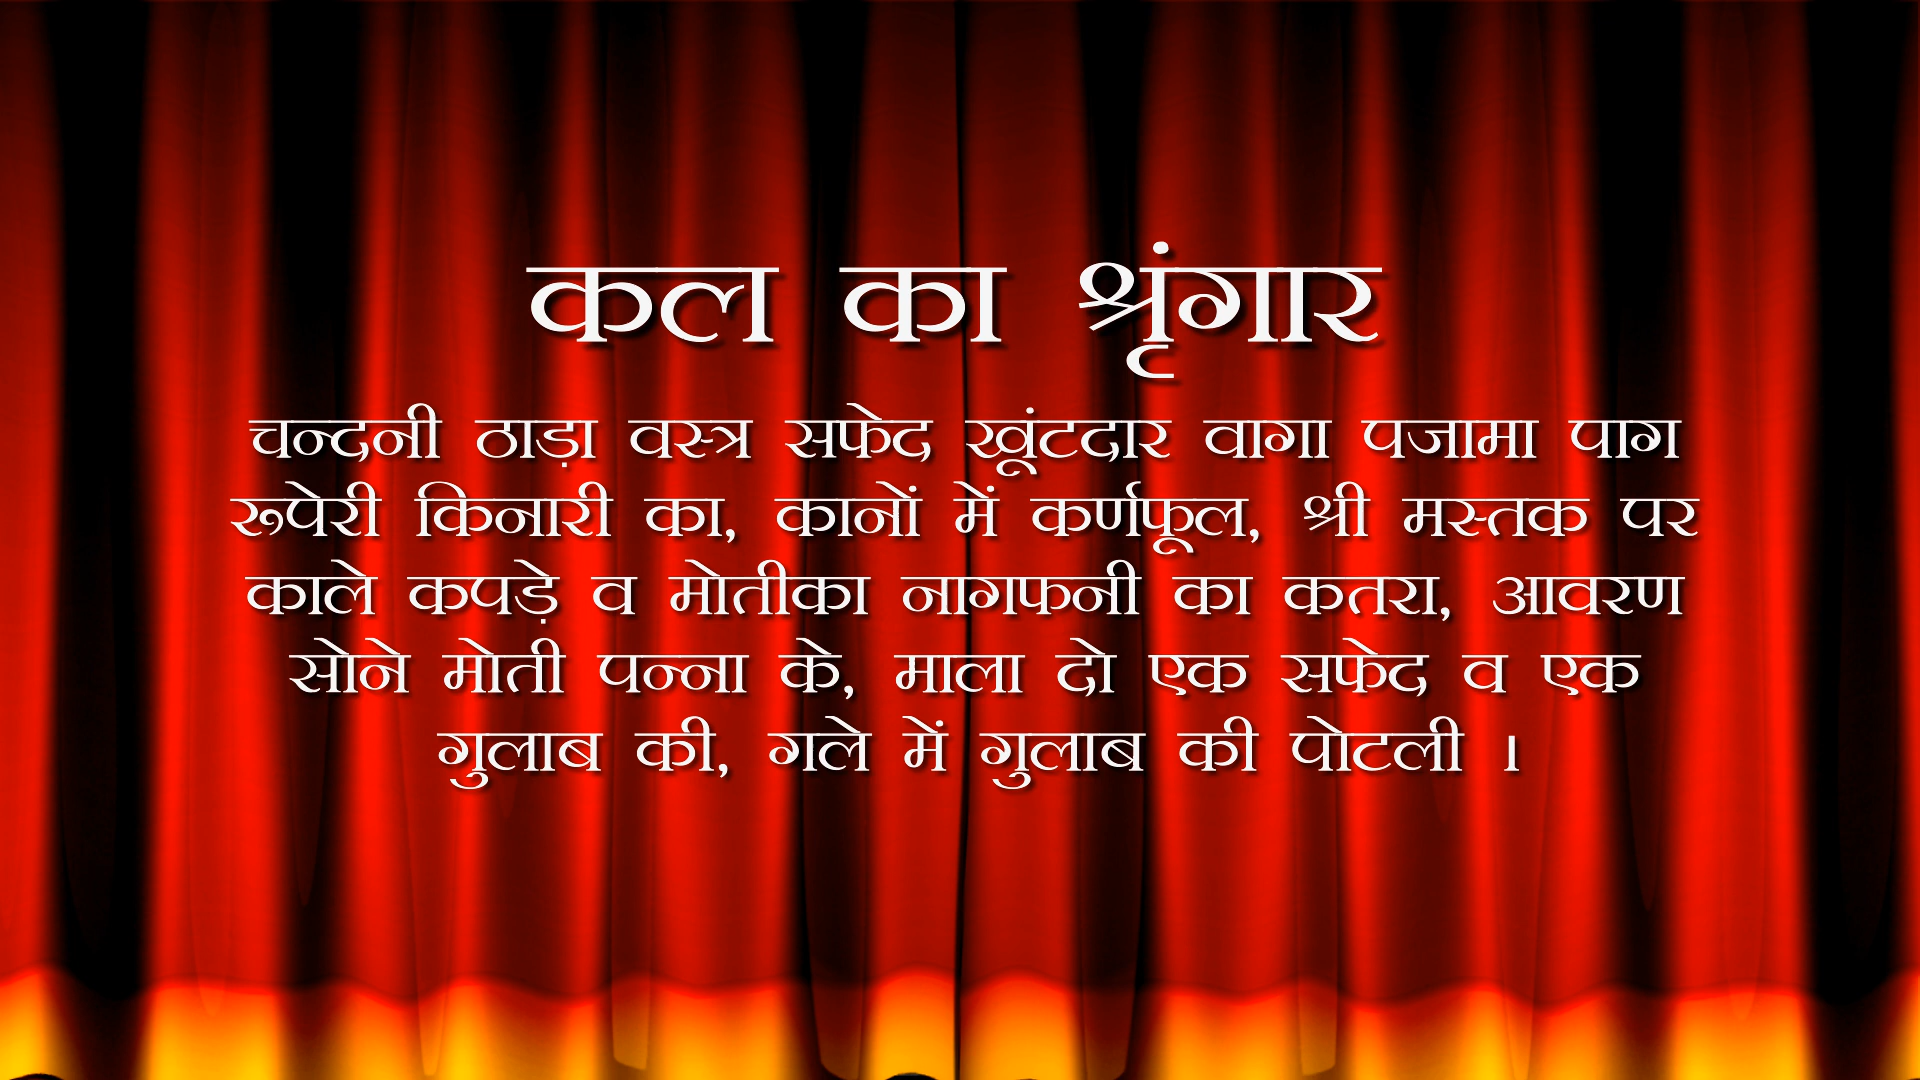 कल का श्रृंगार
चन्दनी ठाड़ा वस्त्र सफेद खूंटदार वागा पजामा पाग
रुपेरी किनारी का, कानों में कर्णफूल, श्री मस्तक पर
काले कपड़े व मोतीका नागफनी का कतरा, आवरण
सोने मोती पन्ना के, माला दो एक सफेद व एक
गुलाब की, गले में गुलाब की पोटली ।